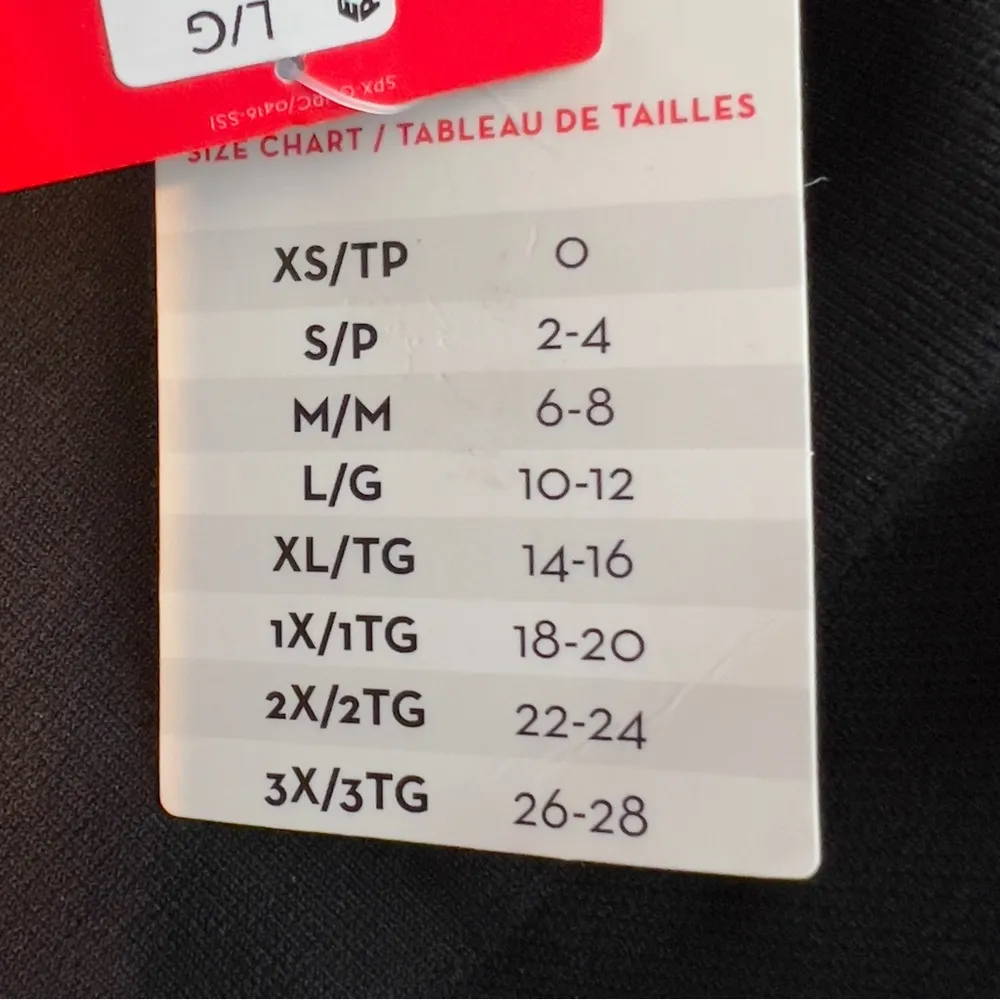 L/G
SIZE CHART / TABLEAU DE TAILLES
XS/TP 0
S/P 2-4
M/M 6-8
L/G 10-12
XL/TG 14-16
1X/1TG 18-20
2X/2TG 22-24
3X/3TG 26-28